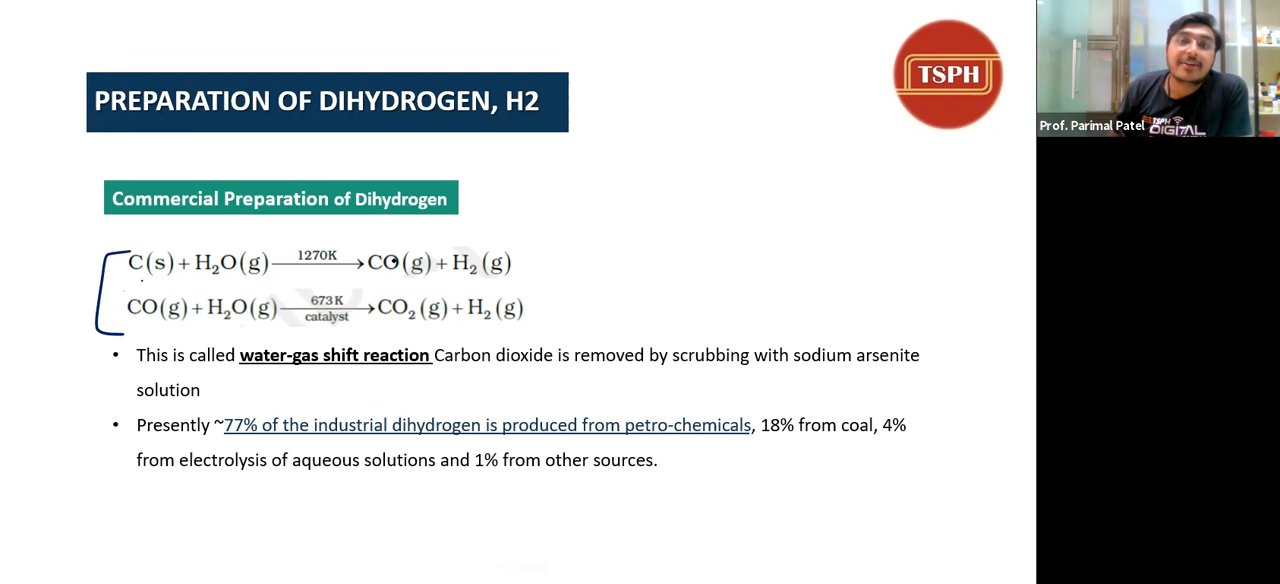 PREPARATION OF DIHYDROGEN, H2
TSPH
Prof. Parimal Patel
TSPH
DIGITAL
Commercial Preparation of Dihydrogen
C(s) + H₂O(g) —1270K→ CO(g) + H₂(g)
CO(g) + H₂O(g) —673K catalyst→ CO₂(g) + H₂(g)
• This is called water-gas shift reaction Carbon dioxide is removed by scrubbing with sodium arsenite
solution
• Presently ~77% of the industrial dihydrogen is produced from petro-chemicals, 18% from coal, 4%
from electrolysis of aqueous solutions and 1% from other sources.